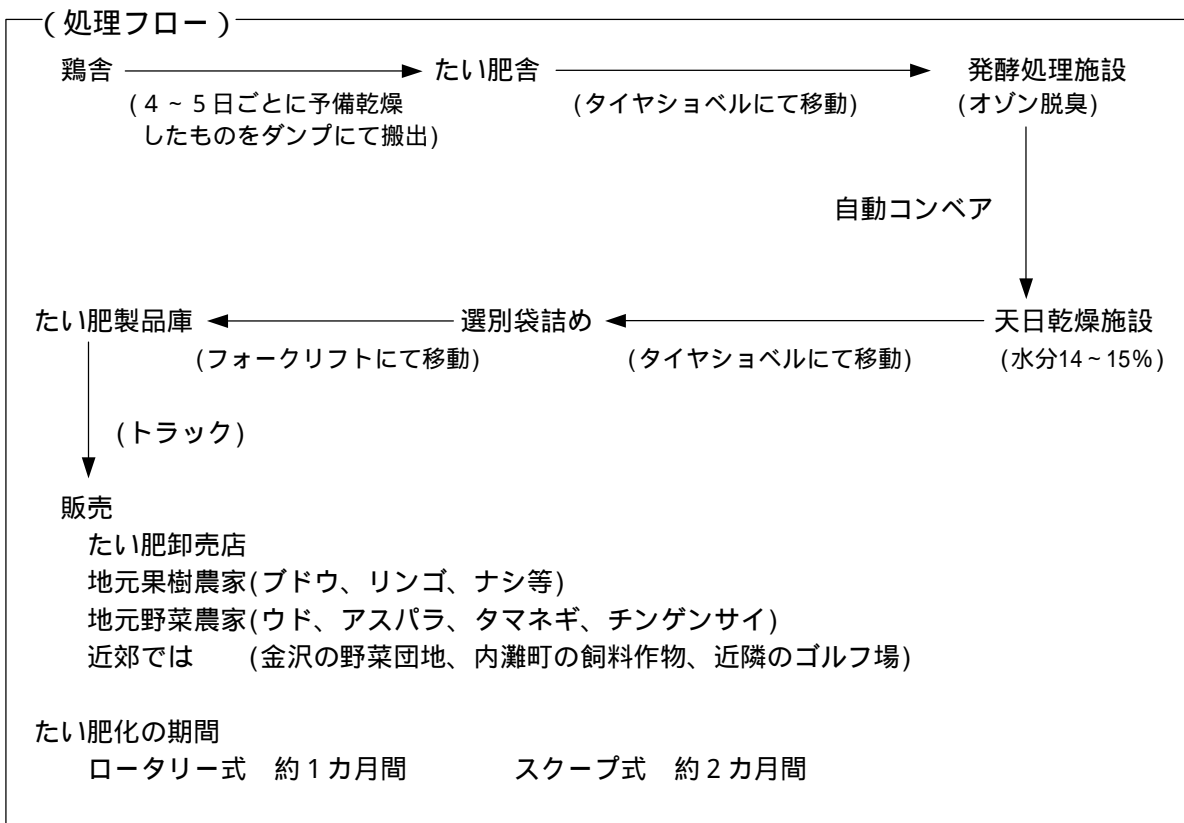 (処理フロー)
鶏舎 たい肥舎 発酵処理施設
(4~5日ごとに予備乾燥 (タイヤショベルにて移動) (オゾン脱臭)
したものをダンプにて搬出)
自動コンベア
たい肥製品庫 選別袋詰め 天日乾燥施設
(フォークリフトにて移動) (タイヤショベルにて移動) (水分14~15%)
(トラック)
販売
たい肥卸売店
地元果樹農家(ブドウ、リンゴ、ナシ等)
地元野菜農家(ウド、アスパラ、タマネギ、チンゲンサイ)
近郊では (金沢の野菜団地、内灘町の飼料作物、近隣のゴルフ場)
たい肥化の期間
ロータリー式 約1カ月間 スクープ式 約2カ月間